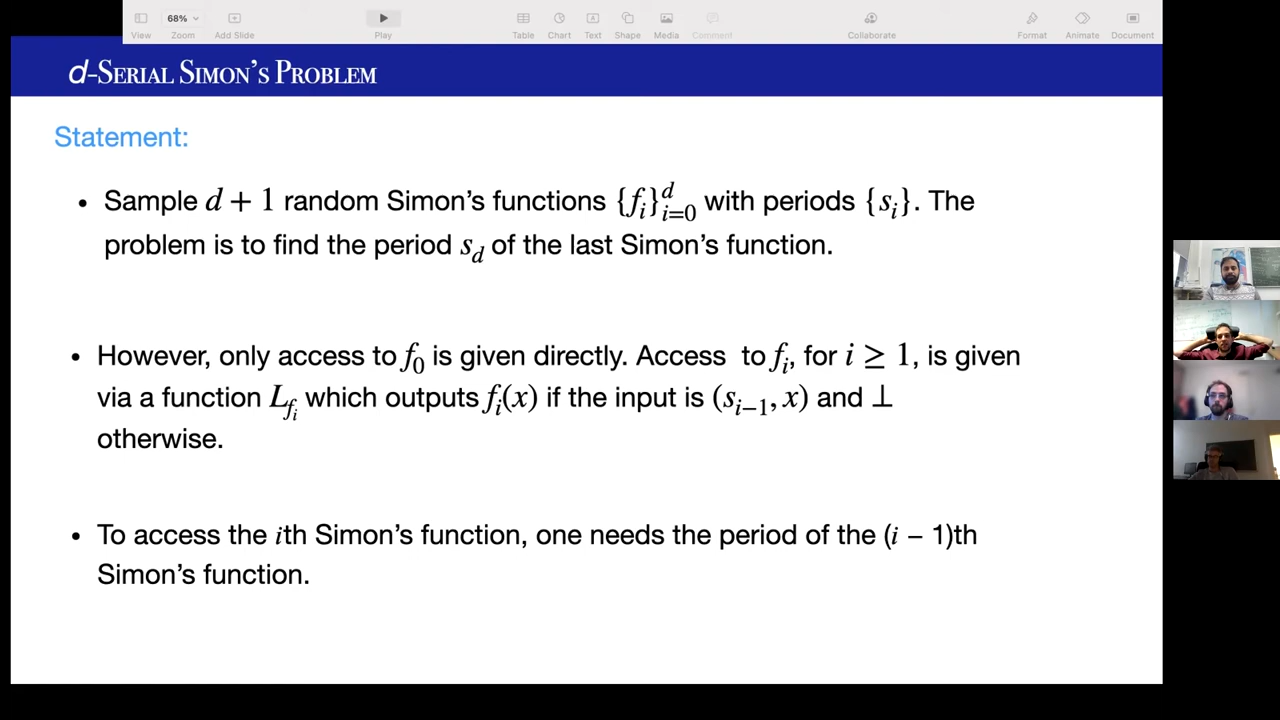 68%
View
Zoom
Add Slide
Play
Table
Chart
Text
Shape
Media
Comment
Collaborate
Format
Animate
Document
d-Serial Simon's Problem
Statement:
• Sample d + 1 random Simon's functions {f_i}_{i=0}^d with periods {s_i}. The
problem is to find the period s_d of the last Simon's function.
• However, only access to f_0 is given directly. Access to f_i, for i ≥ 1, is given
via a function L_{f_i} which outputs f_i(x) if the input is (s_{i−1}, x) and ⊥
otherwise.
• To access the ith Simon's function, one needs the period of the (i − 1)th
Simon's function.